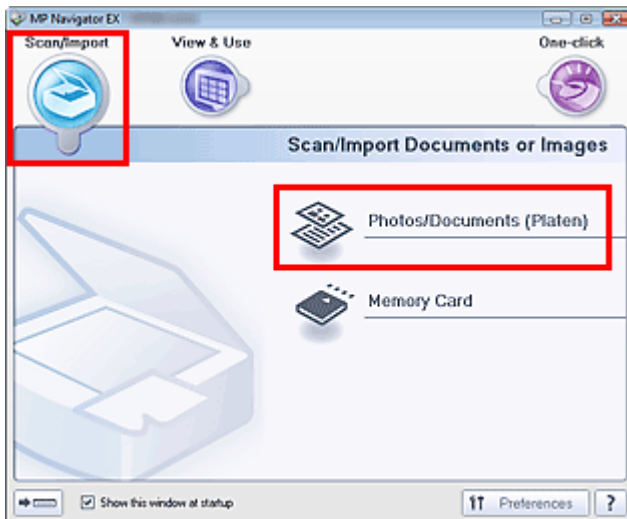 MP Navigator EX
Scan/Import View & Use One-click
Scan/Import Documents or Images
Photos/Documents (Platen)
Memory Card
Show this window at startup Preferences ?